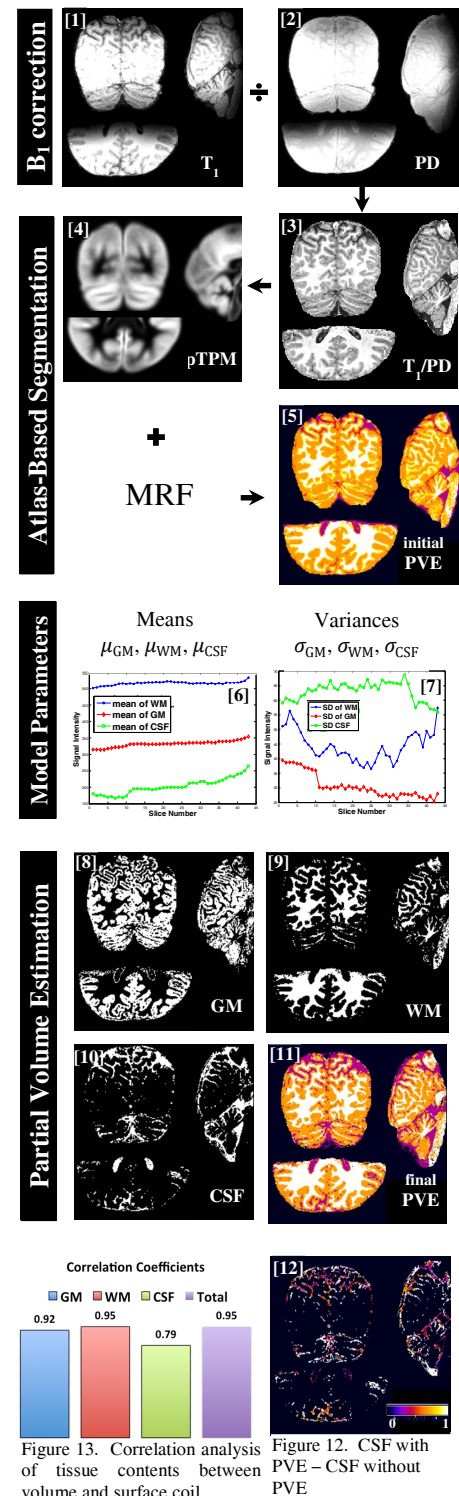 B1 correction
[1]
T1
÷
[2]
PD
Atlas-Based Segmentation
[4]
pTPM
[3]
T1/PD
+
MRF
[5]
initial
PVE
Model Parameters
Means
μGM, μWM, μCSF
[6]
mean of WM
mean of GM
mean of CSF
Signal Intensity
Slice Number
Variances
σGM, σWM, σCSF
[7]
SD of WM
SD of GM
SD CSF
Signal Intensity
Slice Number
Partial Volume Estimation
[8]
GM
[9]
WM
[10]
CSF
[11]
final
PVE
Correlation Coefficients
GM WM CSF Total
0.92 0.95 0.79 0.95
Figure 13. Correlation analysis
of tissue contents between
volume and surface coil
[12]
0 1
Figure 12. CSF with
PVE – CSF without
PVE